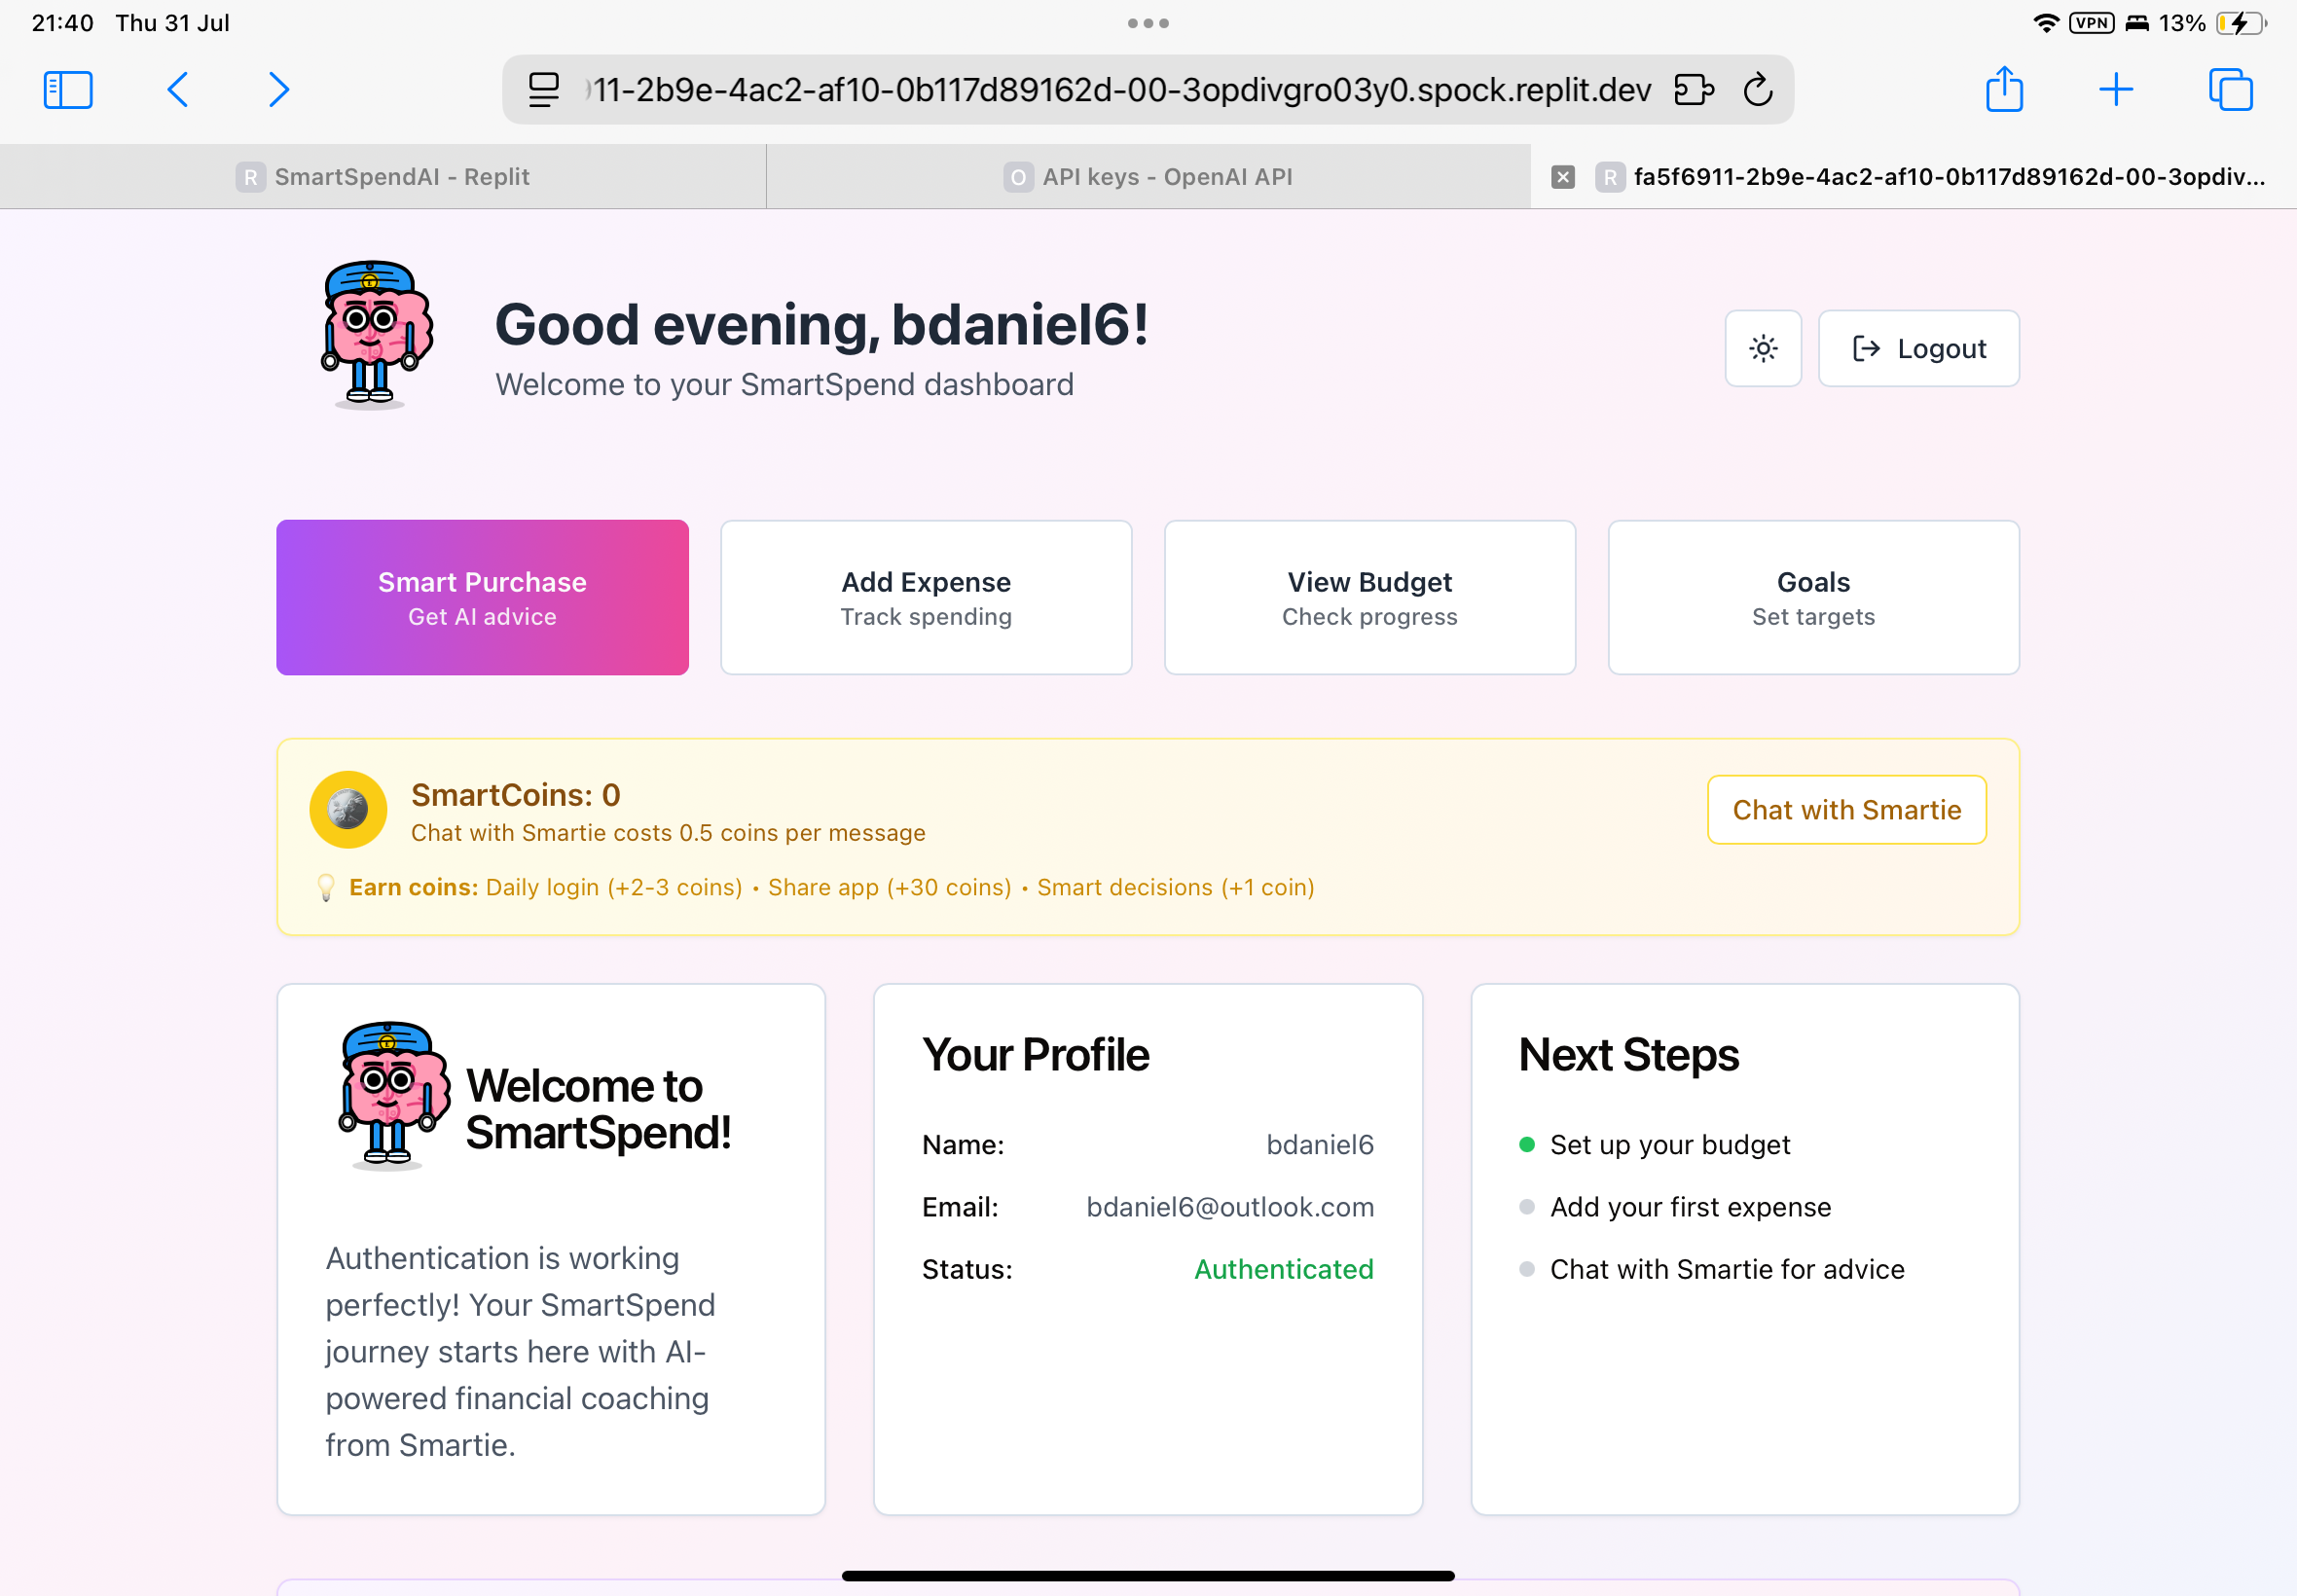 21:40 Thu 31 Jul
VPN 13%
11-2b9e-4ac2-af10-0b117d89162d-00-3opdivgro03y0.spock.replit.dev
R SmartSpendAI - Replit
O API keys - OpenAI API
R fa5f6911-2b9e-4ac2-af10-0b117d89162d-00-3opdiv...
Good evening, bdaniel6!
Welcome to your SmartSpend dashboard
Logout
Smart Purchase
Get AI advice
Add Expense
Track spending
View Budget
Check progress
Goals
Set targets
SmartCoins: 0
Chat with Smartie costs 0.5 coins per message
Chat with Smartie
Earn coins: Daily login (+2-3 coins) • Share app (+30 coins) • Smart decisions (+1 coin)
Welcome to
SmartSpend!
Authentication is working
perfectly! Your SmartSpend
journey starts here with AI-
powered financial coaching
from Smartie.
Your Profile
Name: bdaniel6
Email: bdaniel6@outlook.com
Status: Authenticated
Next Steps
Set up your budget
Add your first expense
Chat with Smartie for advice